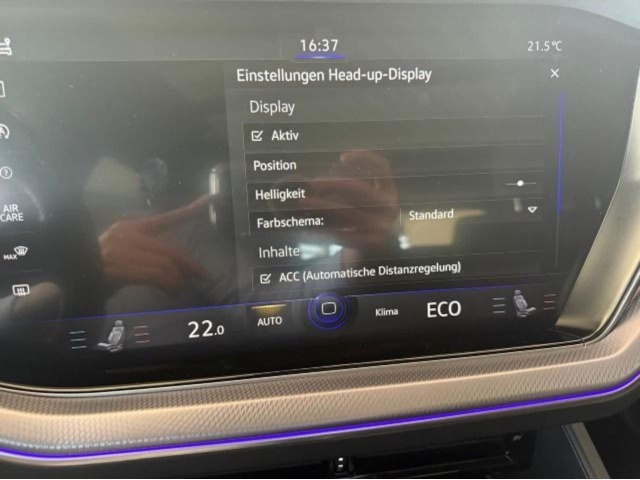 16:37
21.5°C
Einstellungen Head-up-Display
Display
Aktiv
Position
Helligkeit
Farbschema: Standard
Inhalte
ACC (Automatische Distanzregelung)
AIR
CARE
MAX
22.0
AUTO
Klima
ECO